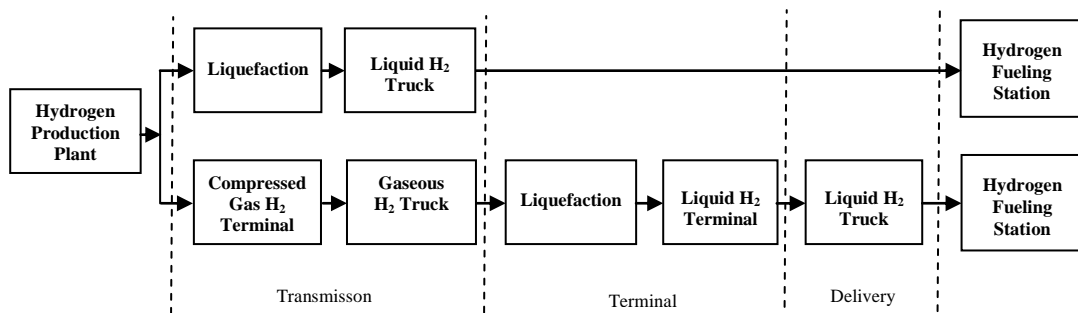 Hydrogen
Production
Plant
Liquefaction
Liquid H₂
Truck
Hydrogen
Fueling
Station
Compressed
Gas H₂
Terminal
Gaseous
H₂ Truck
Liquefaction
Liquid H₂
Terminal
Liquid H₂
Truck
Hydrogen
Fueling
Station
Transmisson
Terminal
Delivery